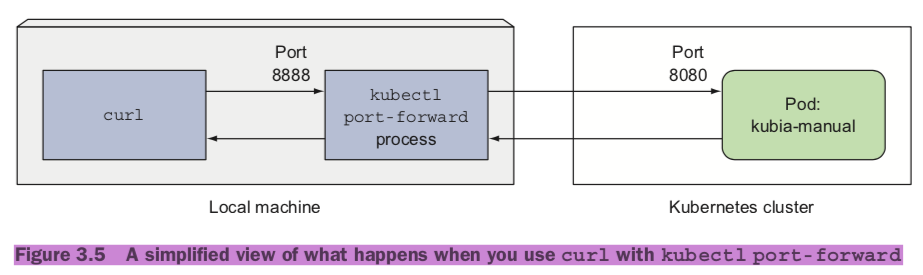 Port
8888
Port
8080
curl
kubectl
port-forward
process
Pod:
kubia-manual
Local machine
Kubernetes cluster
Figure 3.5 A simplified view of what happens when you use curl with kubectl port-forward